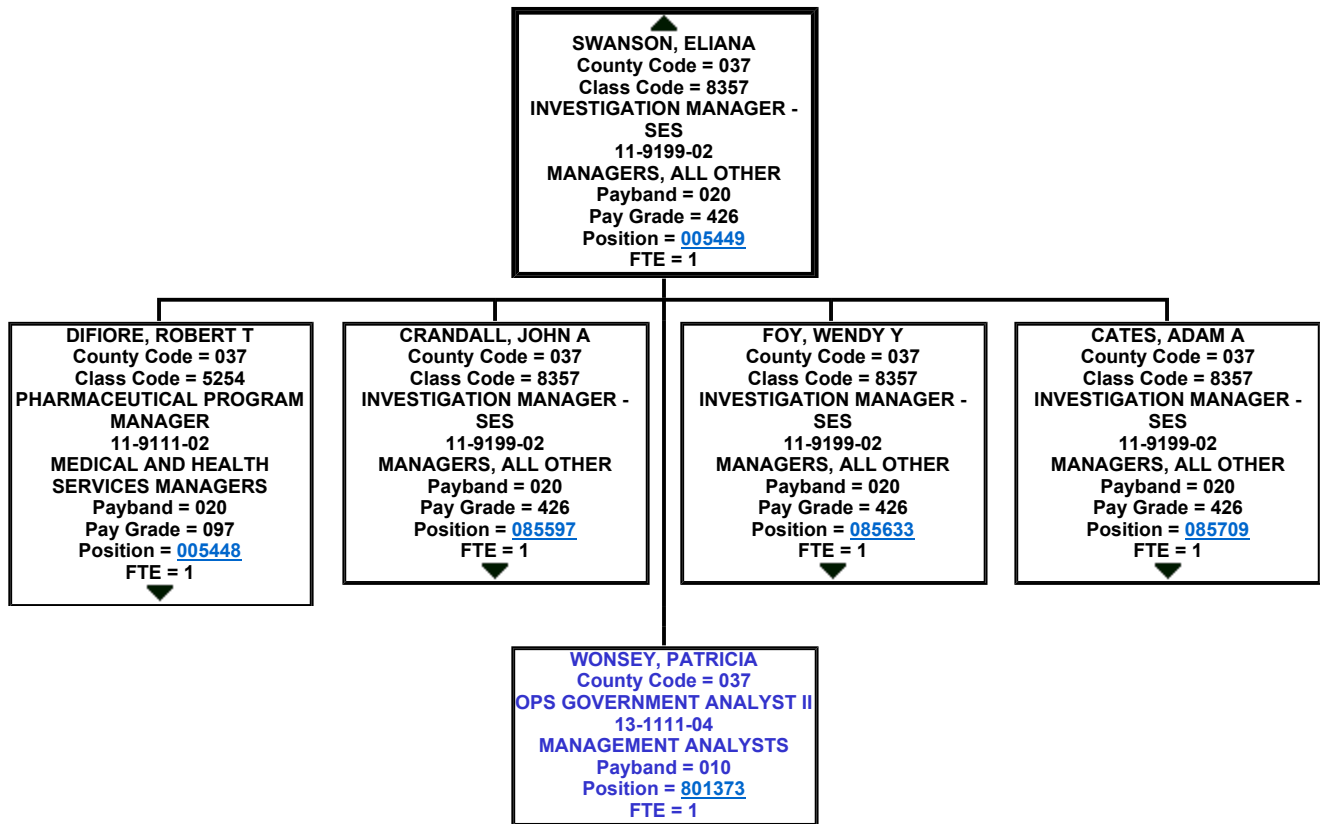 SWANSON, ELIANA
County Code = 037
Class Code = 8357
INVESTIGATION MANAGER -
SES
11-9199-02
MANAGERS, ALL OTHER
Payband = 020
Pay Grade = 426
Position = 005449
FTE = 1
DIFIORE, ROBERT T
County Code = 037
Class Code = 5254
PHARMACEUTICAL PROGRAM
MANAGER
11-9111-02
MEDICAL AND HEALTH
SERVICES MANAGERS
Payband = 020
Pay Grade = 097
Position = 005448
FTE = 1
CRANDALL, JOHN A
County Code = 037
Class Code = 8357
INVESTIGATION MANAGER -
SES
11-9199-02
MANAGERS, ALL OTHER
Payband = 020
Pay Grade = 426
Position = 085597
FTE = 1
FOY, WENDY Y
County Code = 037
Class Code = 8357
INVESTIGATION MANAGER -
SES
11-9199-02
MANAGERS, ALL OTHER
Payband = 020
Pay Grade = 426
Position = 085633
FTE = 1
CATES, ADAM A
County Code = 037
Class Code = 8357
INVESTIGATION MANAGER -
SES
11-9199-02
MANAGERS, ALL OTHER
Payband = 020
Pay Grade = 426
Position = 085709
FTE = 1
WONSEY, PATRICIA
County Code = 037
OPS GOVERNMENT ANALYST II
13-1111-04
MANAGEMENT ANALYSTS
Payband = 010
Position = 801373
FTE = 1